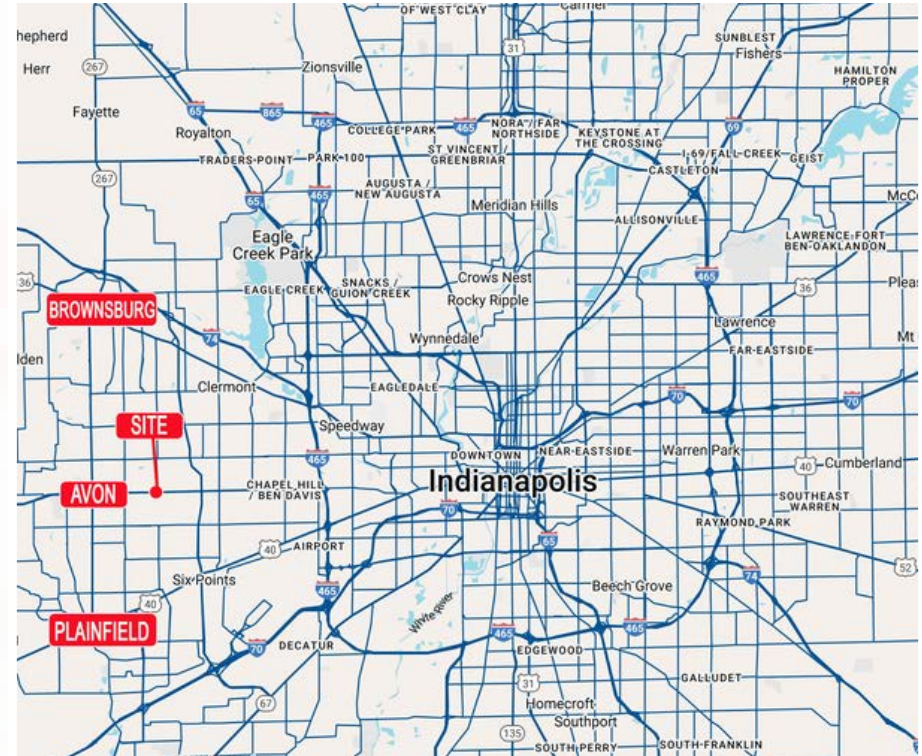 OF WEST CLAY
Carmel
31
hepherd
SUNBLEST
Fishers
Herr
267
Zionsville
HAMILTON
PROPER
Fayette
65
865
465
Royalton
COLLEGE PARK
465
NORA / FAR
NORTHSIDE
KEYSTONE AT
THE CROSSING
69
TRADERS POINT
PARK 100
ST VINCENT /
GREENBRIAR
I-69/FALL CREEK
GEIST
CASTLETON
267
AUGUSTA /
NEW AUGUSTA
65
465
Meridian Hills
McCo
ALLISONVILLE
Eagle
Creek Park
LAWRENCE FORT
BEN-OAKLANDON
465
36
EAGLE CREEK
SNACKS /
GUION CREEK
Crows Nest
Rocky Ripple
36
Pleas
BROWNSBURG
74
Wynnedale
Lawrence
Mt
lden
FAR-EASTSIDE
Clermont
EAGLEDALE
70
70
SITE
Speedway
465
DOWNTOWN
NEAR-EASTSIDE
Warren Park
40
Cumberland
AVON
CHAPEL HILL
/ BEN DAVIS
Indianapolis
SOUTHEAST
WARREN
70
RAYMOND PARK
40
AIRPORT
65
52
Six Points
465
74
Beech Grove
40
White River
PLAINFIELD
465
465
70
DECATUR
EDGEWOOD
31
GALLUDET
67
Homecroft
Southport
135
SOUTH PERRY
SOUTH-FRANKLIN